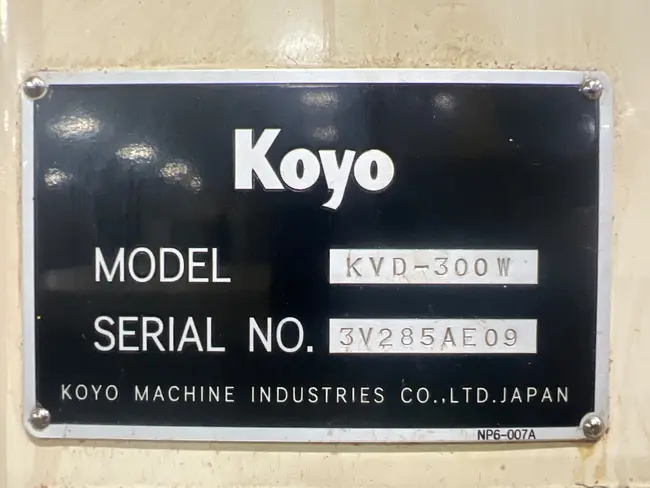 Koyo
MODEL KVD-300W
SERIAL NO. 3V285AE09
KOYO MACHINE INDUSTRIES CO.,LTD.JAPAN
NP6-007A